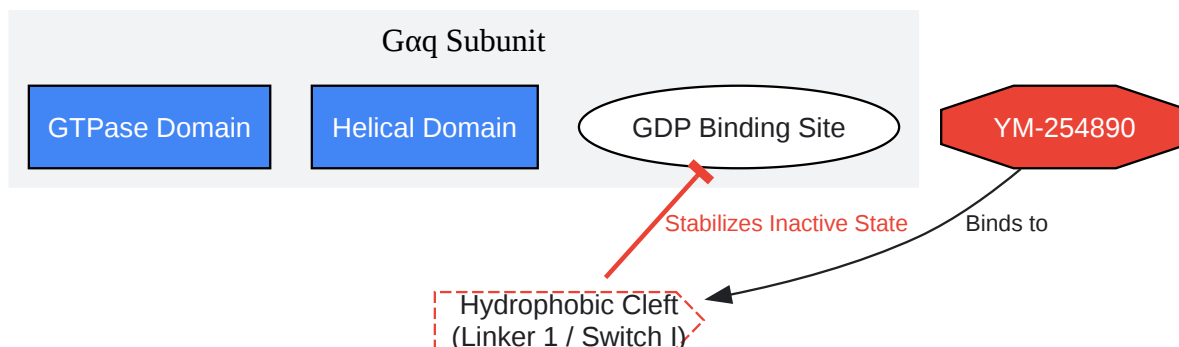 Gαq Subunit
GTPase Domain
Helical Domain
GDP Binding Site
YM-254890
Stabilizes Inactive State
Binds to
Hydrophobic Cleft
(Linker 1 / Switch I)